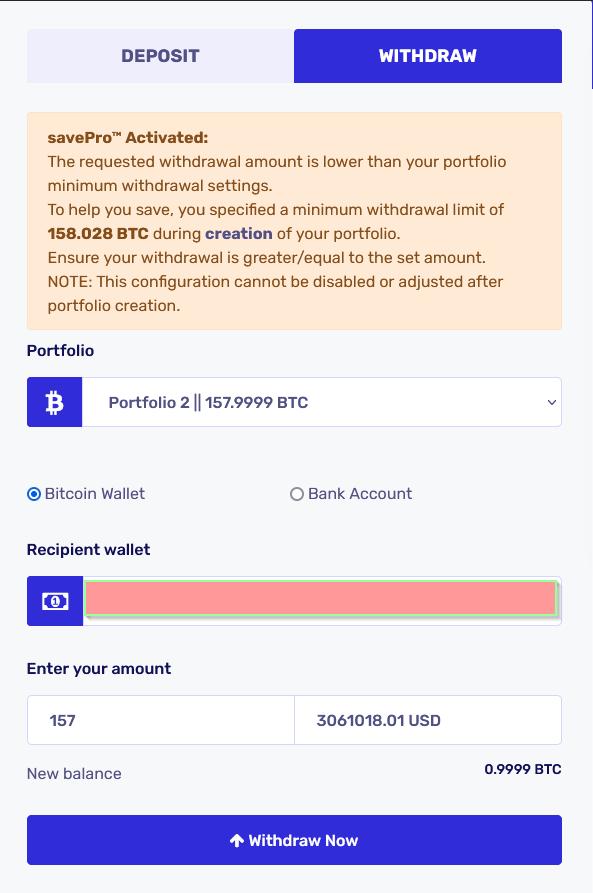 DEPOSIT
WITHDRAW
savePro™ Activated:
The requested withdrawal amount is lower than your portfolio
minimum withdrawal settings.
To help you save, you specified a minimum withdrawal limit of
158.028 BTC during creation of your portfolio.
Ensure your withdrawal is greater/equal to the set amount.
NOTE: This configuration cannot be disabled or adjusted after
portfolio creation.
Portfolio
Portfolio 2 || 157.9999 BTC
Bitcoin Wallet
Bank Account
Recipient wallet
Enter your amount
157
3061018.01 USD
New balance
0.9999 BTC
Withdraw Now